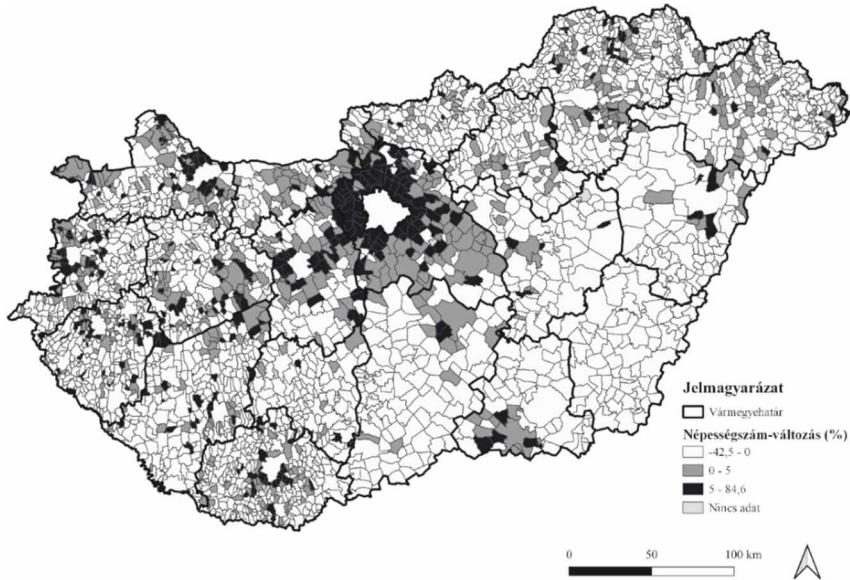 Jelmagyarázat
Vármegyehatár
Népességszám-változás (%)
-42,5 - 0
0 - 5
5 - 84,6
Nincs adat
0 50 100 km